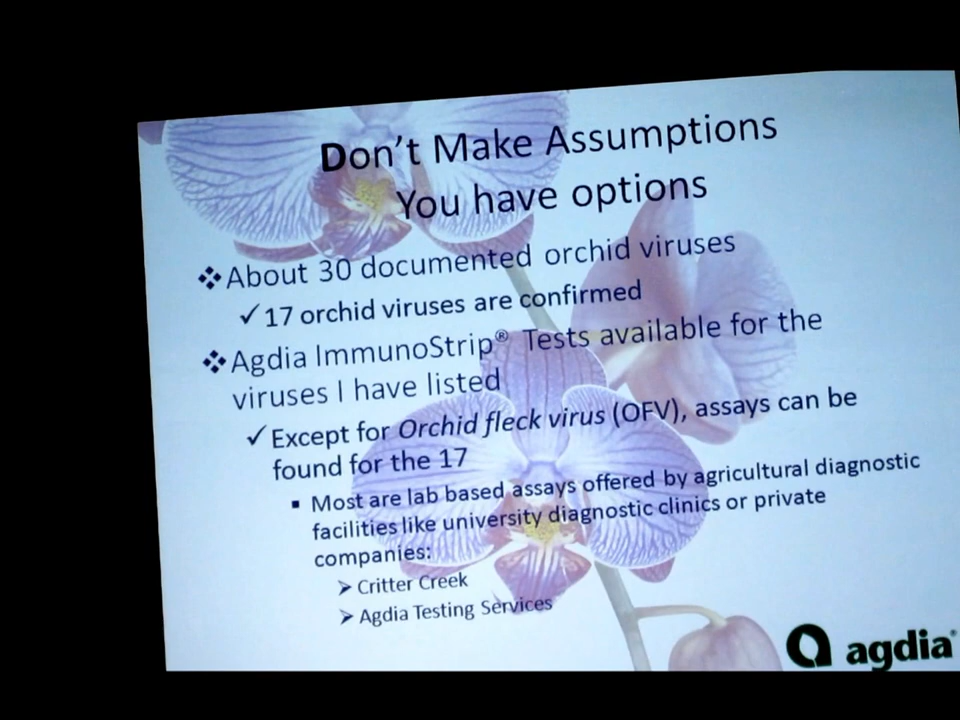 Don't Make Assumptions
You have options
❖ About 30 documented orchid viruses
✓ 17 orchid viruses are confirmed
❖ Agdia ImmunoStrip® Tests available for the
viruses I have listed
✓ Except for Orchid fleck virus (OFV), assays can be
found for the 17
▪ Most are lab based assays offered by agricultural diagnostic
facilities like university diagnostic clinics or private
companies:
➢ Critter Creek
➢ Agdia Testing Services
agdia®